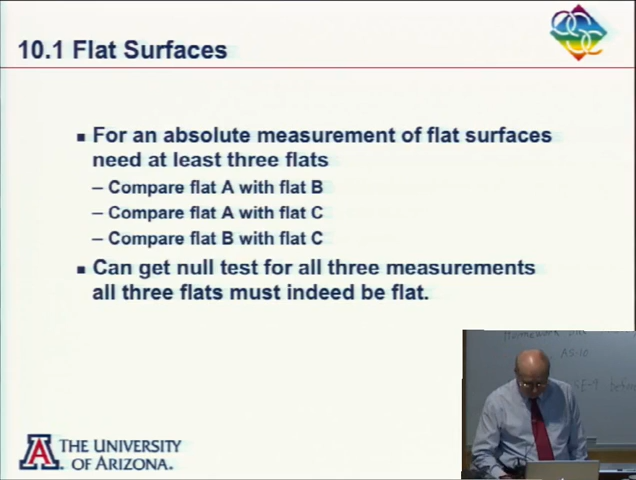 10.1 Flat Surfaces
■ For an absolute measurement of flat surfaces
need at least three flats
– Compare flat A with flat B
– Compare flat A with flat C
– Compare flat B with flat C
■ Can get null test for all three measurements
all three flats must indeed be flat.
AS-10
A THE UNIVERSITY
OF ARIZONA.